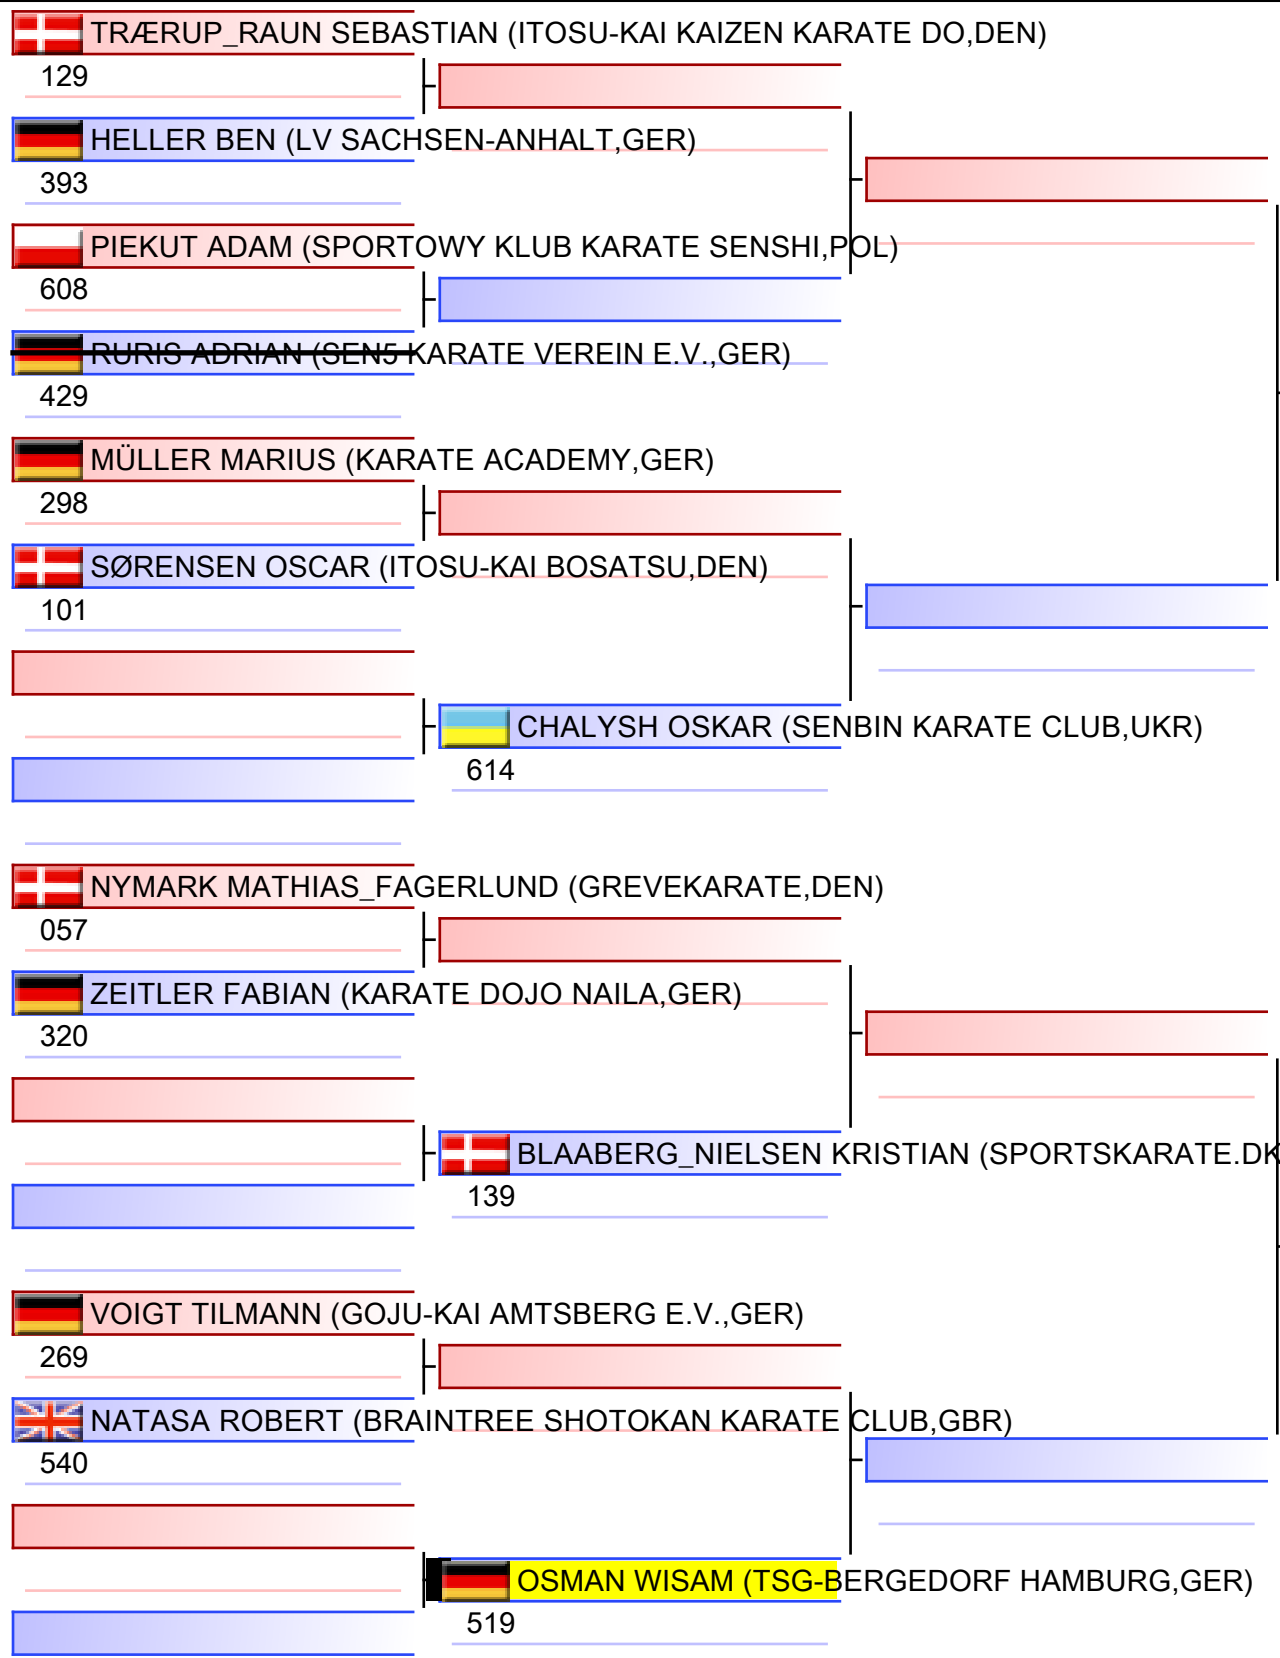 TRÆRUP_RAUN SEBASTIAN (ITOSU-KAI KAIZEN KARATE DO,DEN)
129
HELLER BEN (LV SACHSEN-ANHALT,GER)
393
PIEKUT ADAM (SPORTOWY KLUB KARATE SENSHI,POL)
608
RURIS ADRIAN (SEN5 KARATE VEREIN E.V.,GER)
429
MÜLLER MARIUS (KARATE ACADEMY,GER)
298
SØRENSEN OSCAR (ITOSU-KAI BOSATSU,DEN)
101
CHALYSH OSKAR (SENBIN KARATE CLUB,UKR)
614
NYMARK MATHIAS_FAGERLUND (GREVEKARATE,DEN)
057
ZEITLER FABIAN (KARATE DOJO NAILA,GER)
320
BLAABERG_NIELSEN KRISTIAN (SPORTSKARATE.DK
139
VOIGT TILMANN (GOJU-KAI AMTSBERG E.V.,GER)
269
NATASA ROBERT (BRAINTREE SHOTOKAN KARATE CLUB,GBR)
540
OSMAN WISAM (TSG-BERGEDORF HAMBURG,GER)
519